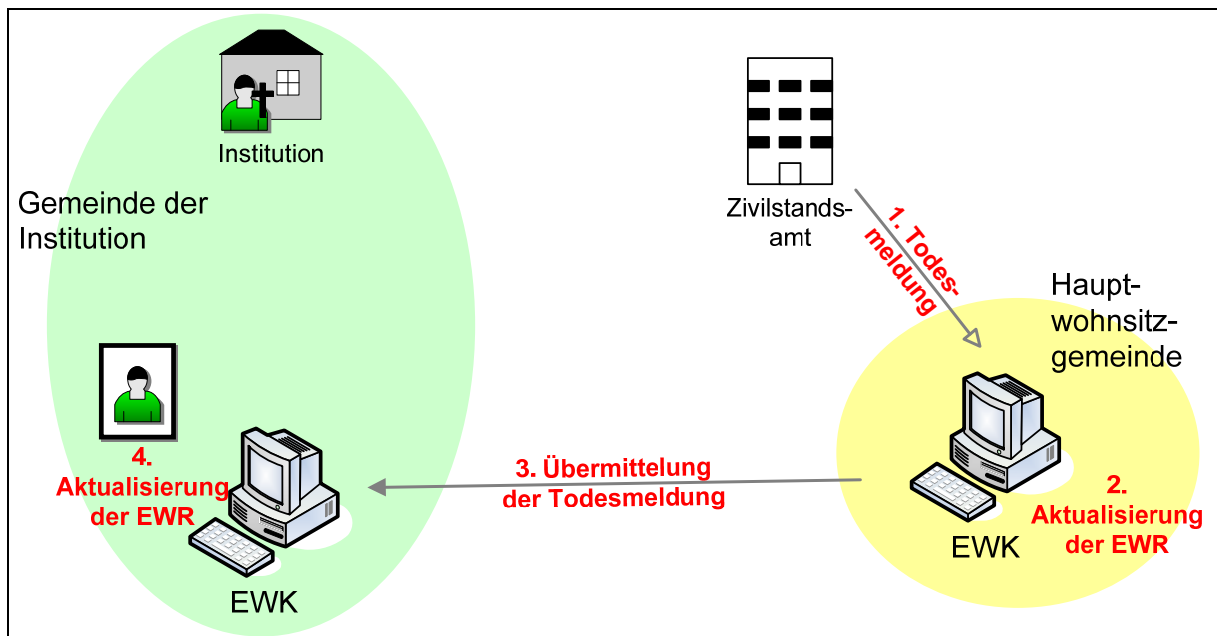 Institution
Gemeinde der
Institution
Zivilstands-
amt
1. Todes-
meldung
Haupt-
wohnsitz-
gemeinde
4.
Aktualisierung
der EWR
EWK
3. Übermittelung
der Todesmeldung
EWK
2.
Aktualisierung
der EWR